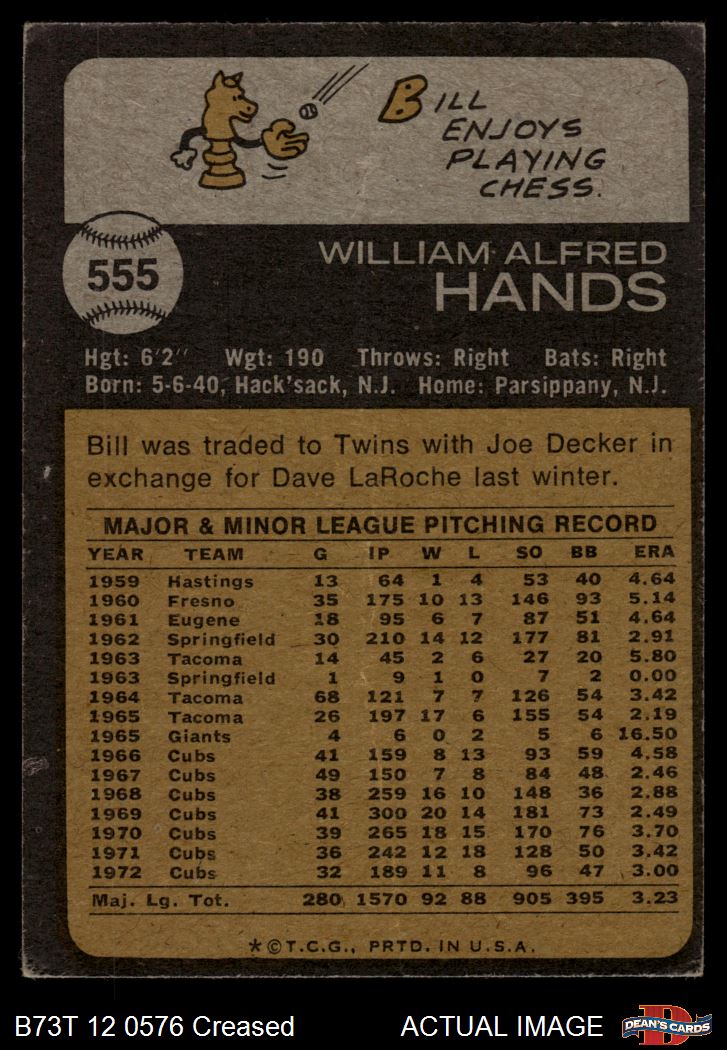 BILL
ENJOYS
PLAYING
CHESS.
555
WILLIAM ALFRED
HANDS
Hgt: 6'2" Wgt: 190 Throws: Right Bats: Right
Born: 5-6-40, Hack'sack, N.J. Home: Parsippany, N.J.
Bill was traded to Twins with Joe Decker in
exchange for Dave LaRoche last winter.
MAJOR & MINOR LEAGUE PITCHING RECORD
YEAR TEAM G IP W L SO BB ERA
1959 Hastings 13 64 1 4 53 40 4.64
1960 Fresno 35 175 10 13 146 93 5.14
1961 Eugene 18 95 6 7 87 51 4.64
1962 Springfield 30 210 14 12 177 81 2.91
1963 Tacoma 14 45 2 6 27 20 5.80
1963 Springfield 1 9 1 0 7 2 0.00
1964 Tacoma 68 121 7 7 126 54 3.42
1965 Tacoma 26 197 17 6 155 54 2.19
1965 Giants 4 6 0 2 5 6 16.50
1966 Cubs 41 159 8 13 93 59 4.58
1967 Cubs 49 150 7 8 84 48 2.46
1968 Cubs 38 259 16 10 148 36 2.88
1969 Cubs 41 300 20 14 181 73 2.49
1970 Cubs 39 265 18 15 170 76 3.70
1971 Cubs 36 242 12 18 128 50 3.42
1972 Cubs 32 189 11 8 96 47 3.00
Maj. Lg. Tot. 280 1570 92 88 905 395 3.23
*©T.C.G., PRTD. IN U.S.A.
B73T 12 0576 Creased ACTUAL IMAGE
D
DEAN'S CARDS